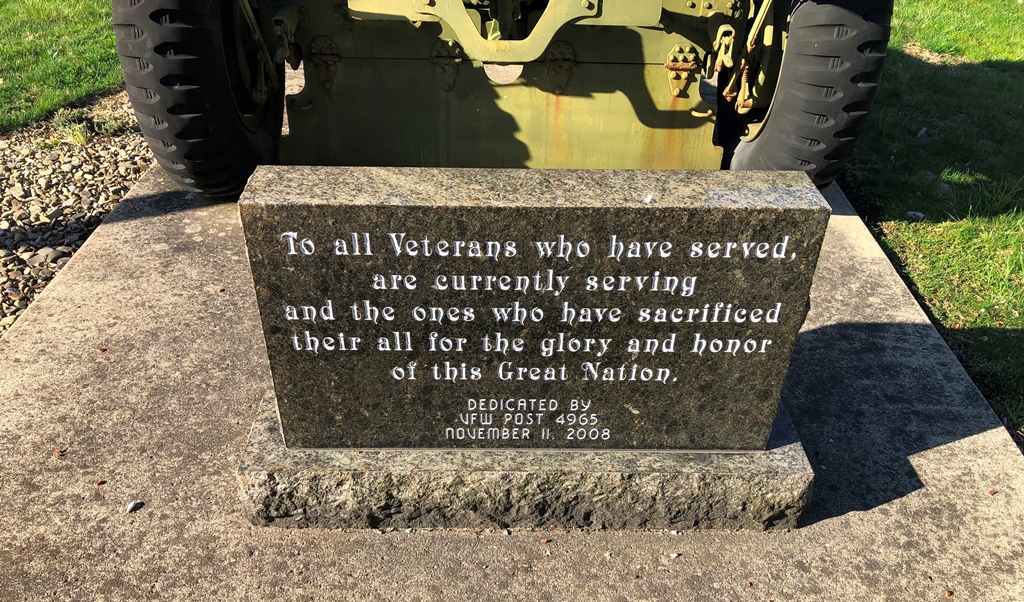 To all Veterans who have served,
are currently serving
and the ones who have sacrificed
their all for the glory and honor
of this Great Nation.
DEDICATED BY
VFW POST 4965
NOVEMBER 11, 2008